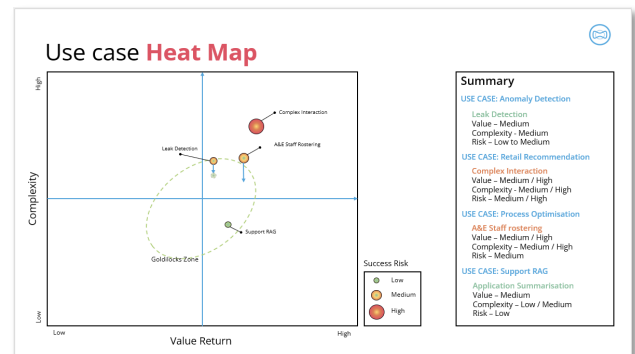 Use case Heat Map
High
Complex Interaction
A&E Staff Rostering
Leak Detection
Complexity
Support RAG
Goldilocks Zone
Low
Low
Value Return
High
Success Risk
Low
Medium
High
Summary
USE CASE: Anomaly Detection
Leak Detection
Value – Medium
Complexity - Medium
Risk – Low to Medium
USE CASE: Retail Recommendation
Complex Interaction
Value – Medium / High
Complexity - Medium / High
Risk – Medium / High
USE CASE: Process Optimisation
A&E Staff rostering
Value – Medium / High
Complexity – Medium / High
Risk – Medium
USE CASE: Support RAG
Application Summarisation
Value – Medium
Complexity – Low / Medium
Risk – Low